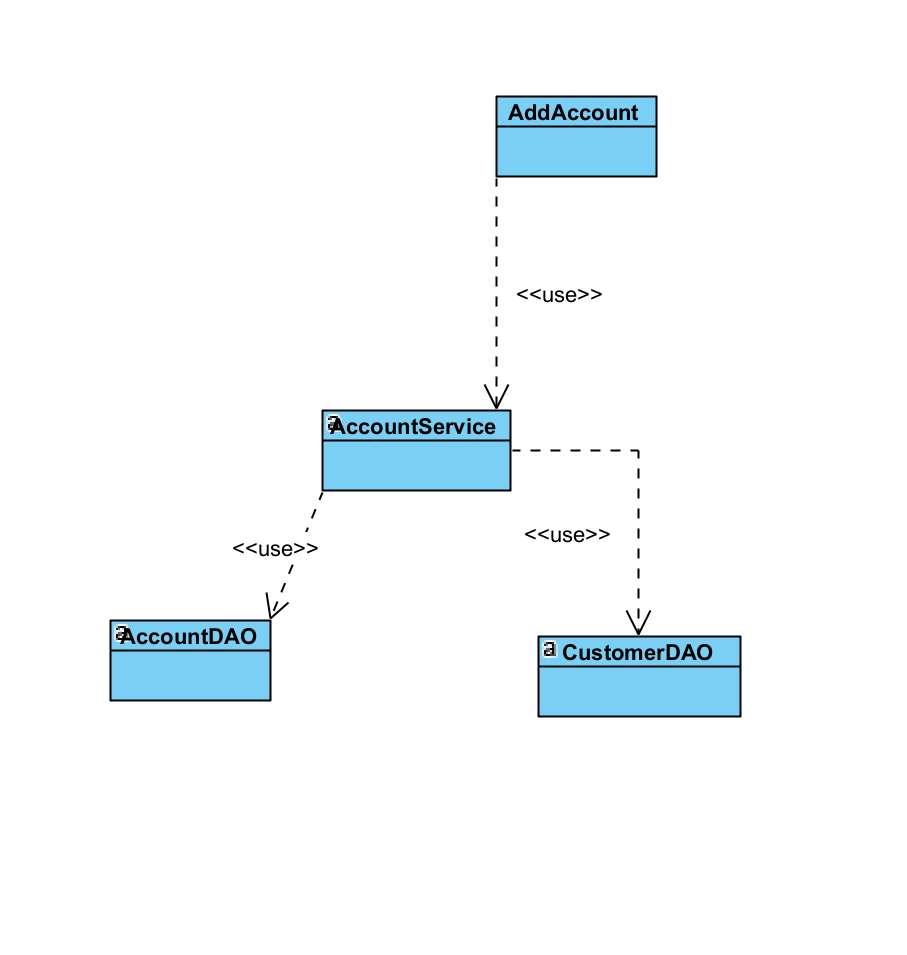 AddAccount
<<use>>
a
AccountService
<<use>>
<<use>>
a
AccountDAO
a CustomerDAO